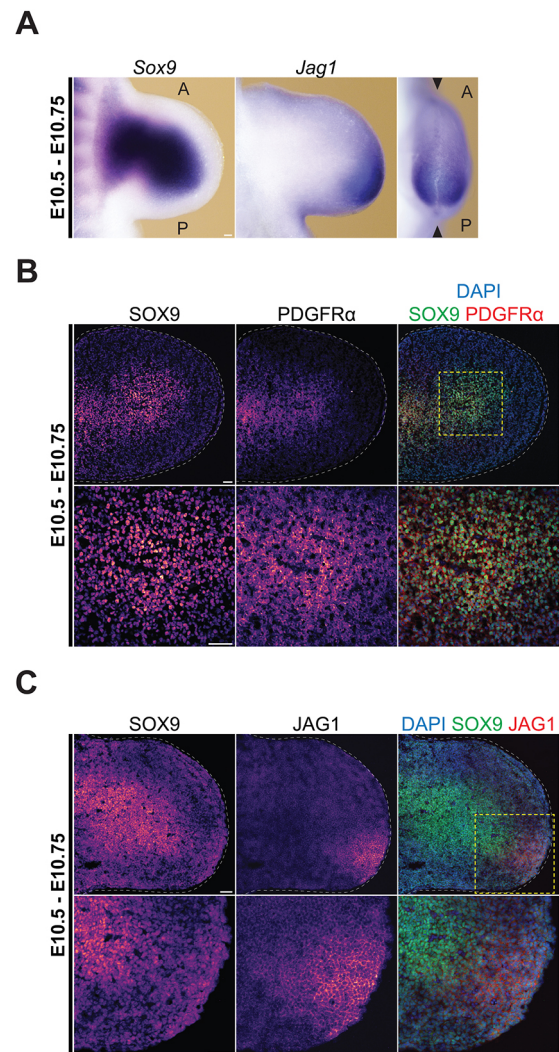 A
Sox9
Jag1
E10.5 - E10.75
A
P
A
P
B
DAPI
SOX9
PDGFRα
SOX9 PDGFRα
E10.5 - E10.75
C
SOX9
JAG1
DAPI SOX9 JAG1
E10.5 - E10.75